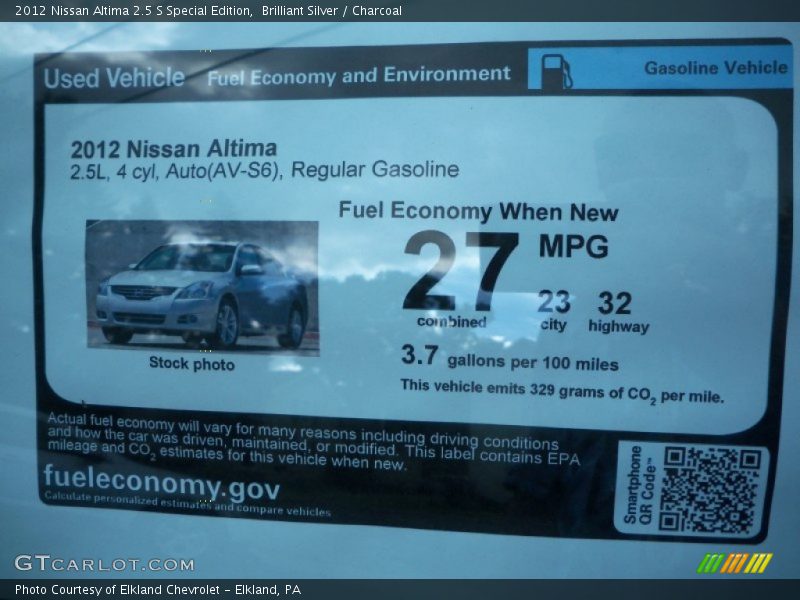 2012 Nissan Altima 2.5 S Special Edition,  Brilliant Silver / Charcoal
Used Vehicle Fuel Economy and Environment
Gasoline Vehicle
2012 Nissan Altima
2.5L, 4 cyl, Auto(AV-S6), Regular Gasoline
Fuel Economy When New
27 MPG
combined
23 city
32 highway
3.7 gallons per 100 miles
This vehicle emits 329 grams of CO2 per mile.
Stock photo
Actual fuel economy will vary for many reasons including driving conditions
and how the car was driven, maintained, or modified. This label contains EPA
mileage and CO2 estimates for this vehicle when new.
fueleconomy.gov
Calculate personalized estimates and compare vehicles
Smartphone
QR Code™
GTCARLOT.COM
Photo Courtesy of Elkland Chevrolet – Elkland, PA